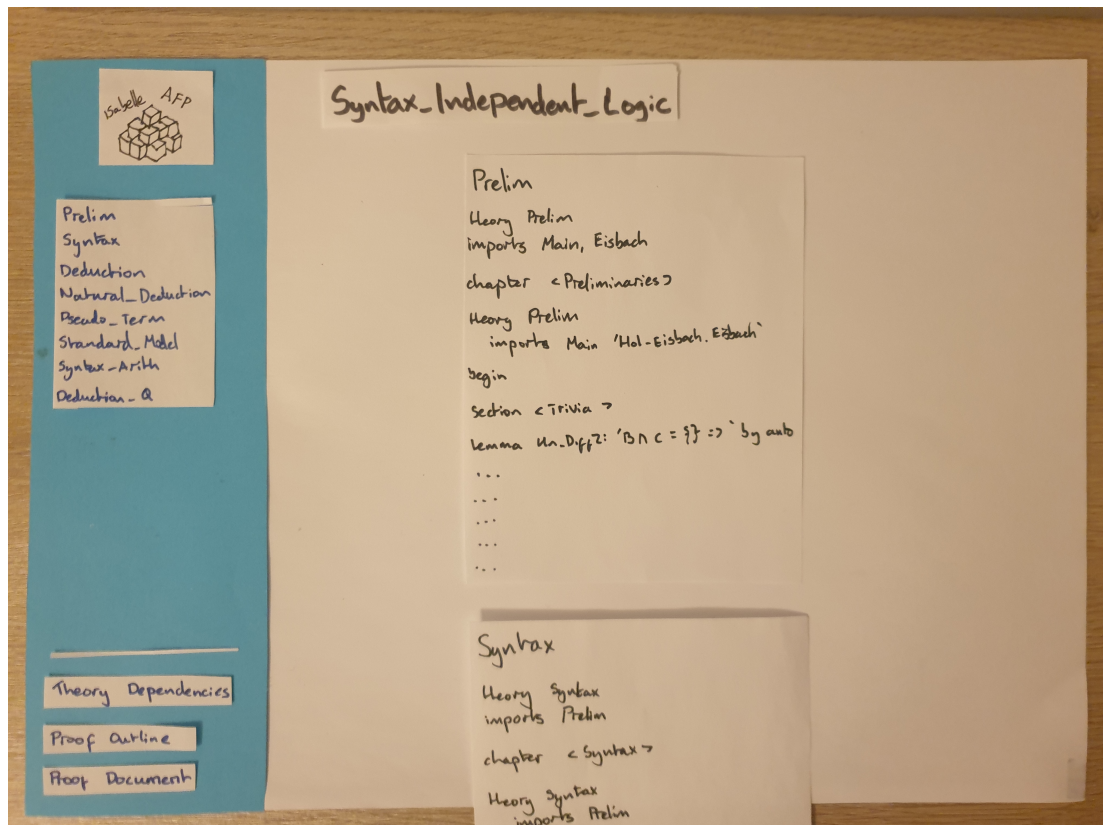 Isabelle AFP
Prelim
Syntax
Deduction
Natural_Deduction
Pseudo_Term
Standard_Model
Syntax_Arith
Deduction_Q
Theory Dependencies
Proof Outline
Proof Document
Syntax_Independent_Logic
Prelim
theory Prelim
imports Main, Eisbach
chapter <Preliminaries>
theory Prelim
imports Main 'Hol-Eisbach.Eisbach`
begin
section <Trivia>
lemma Un_Diff2: 'B ∩ C = {} => ` by auto
...
...
...
...
...
Syntax
theory Syntax
imports Prelim
chapter <Syntax>
theory Syntax
imports Prelim